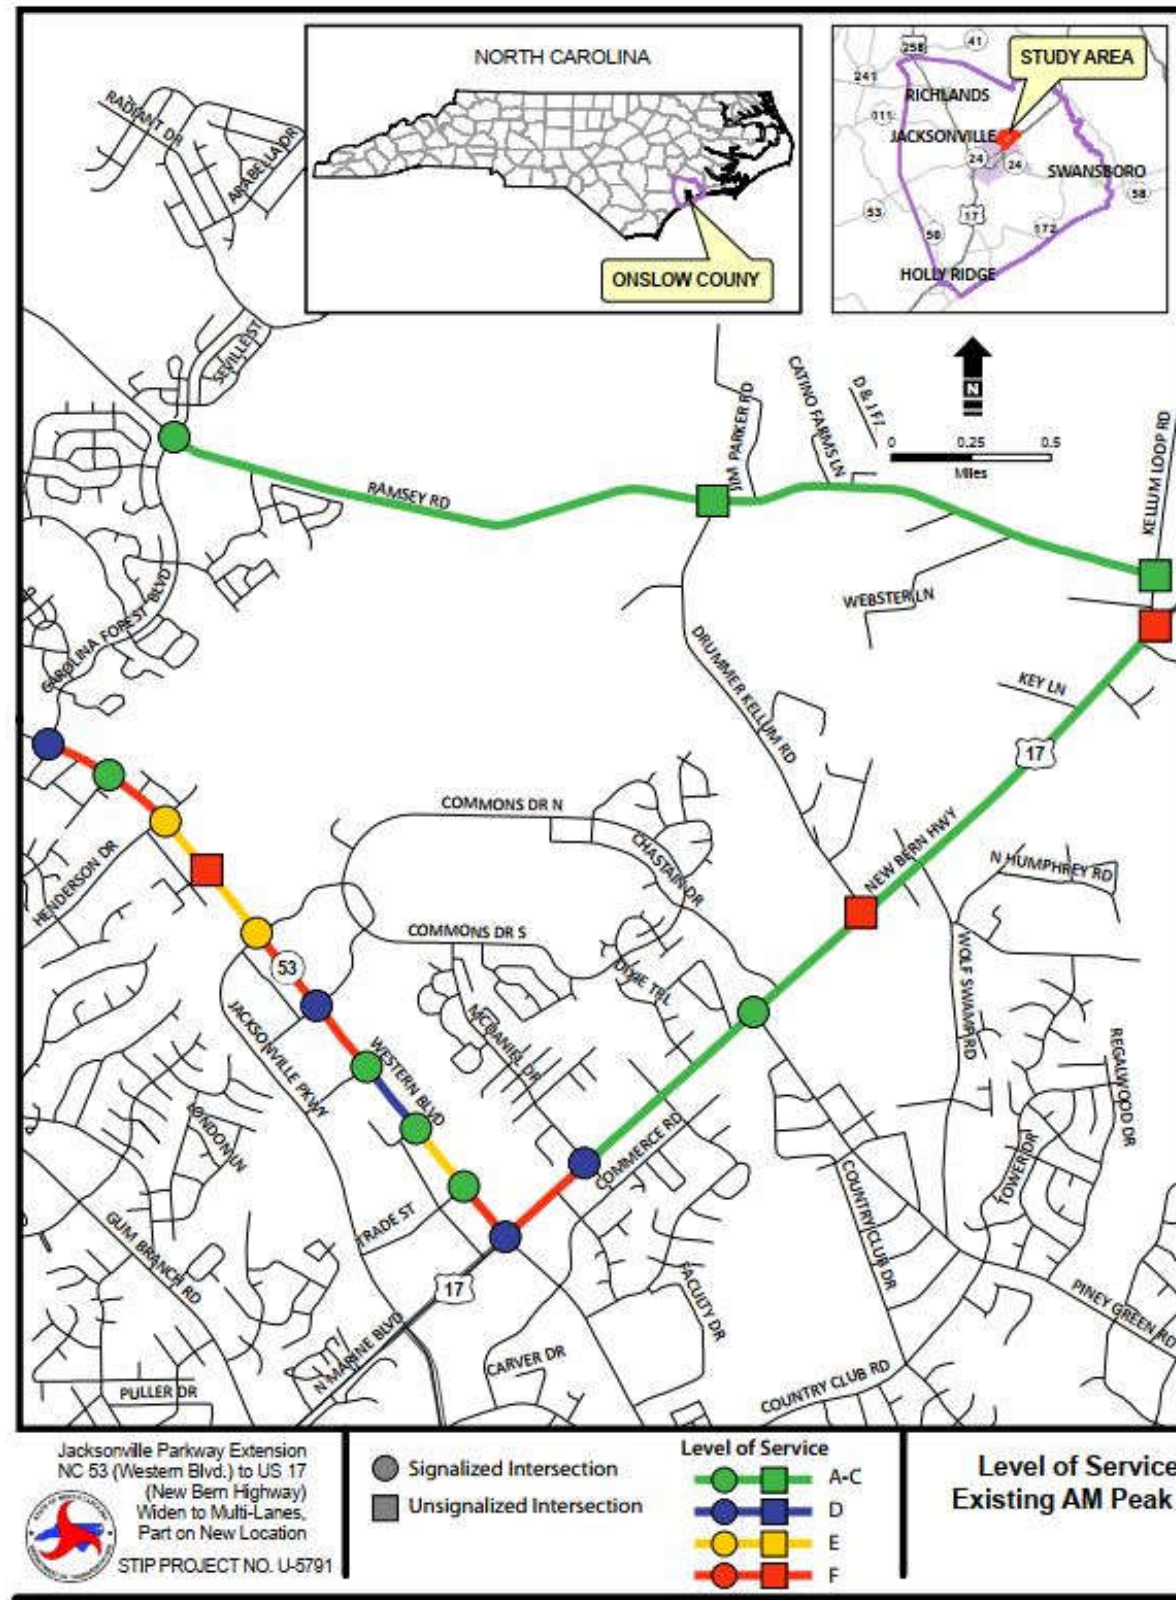 NORTH CAROLINA
ONSLOW COUNY
STUDY AREA
258
41
241
RICHLANDS
JACKSONVILLE
24
24
SWANSBORO
58
53
17
50
172
HOLLY RIDGE
N
0
0.25
0.5
Miles
RADIANT DR
ARABELLA DR
SEVILLE ST
RAMSEY RD
JIM PARKER RD
CATINO FARMS LN
KELLUM LOOP RD
WEBSTER LN
CAROLINA FOREST BLVD
DRUMMER KELLUM RD
KEY LN
17
COMMONS DR N
CHASTAIN DR
NEW BERN HWY
N HUMPHREY RD
HENDERSON DR
COMMONS DR S
53
DIXIE TRL
WOLF SWAMP RD
JACKSONVILLE PKWY
MCDANIEL DR
WESTERN BLVD
REGALWOOD DR
LONDON LN
COMMERCE RD
TOWER DR
COUNTRY CLUB DR
TRADE ST
GUM BRANCH RD
17
FACULTY DR
PINEY GREEN RD
N MARINE BLVD
CARVER DR
COUNTRY CLUB RD
PULLER DR
Jacksonville Parkway Extension
NC 53 (Western Blvd.) to US 17
(New Bern Highway)
Widen to Multi-Lanes,
Part on New Location
STIP PROJECT NO. U-5791
Signalized Intersection
Unsignalized Intersection
Level of Service
A-C
D
E
F
Level of Service
Existing AM Peak